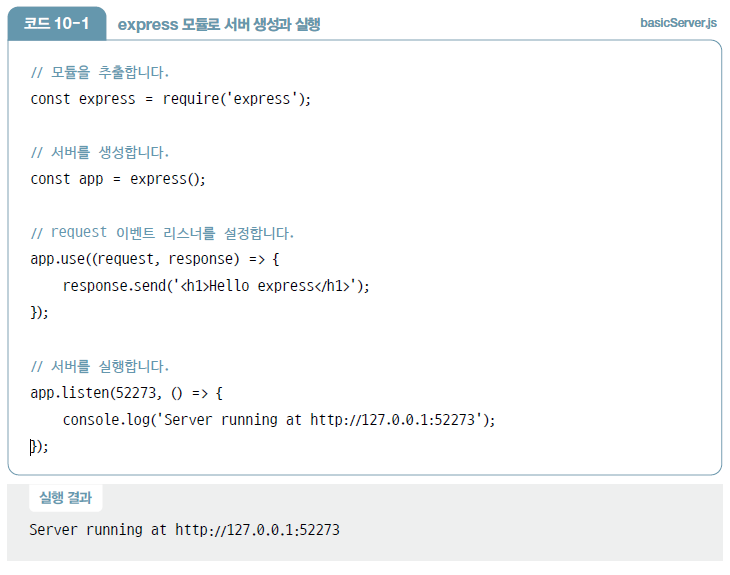 코드 10-1 express 모듈로 서버 생성과 실행 basicServer.js
// 모듈을 추출합니다.
const express = require('express');
// 서버를 생성합니다.
const app = express();
// request 이벤트 리스너를 설정합니다.
app.use((request, response) => {
    response.send('<h1>Hello express</h1>');
});
// 서버를 실행합니다.
app.listen(52273, () => {
    console.log('Server running at http://127.0.0.1:52273');
});
실행 결과
Server running at http://127.0.0.1:52273